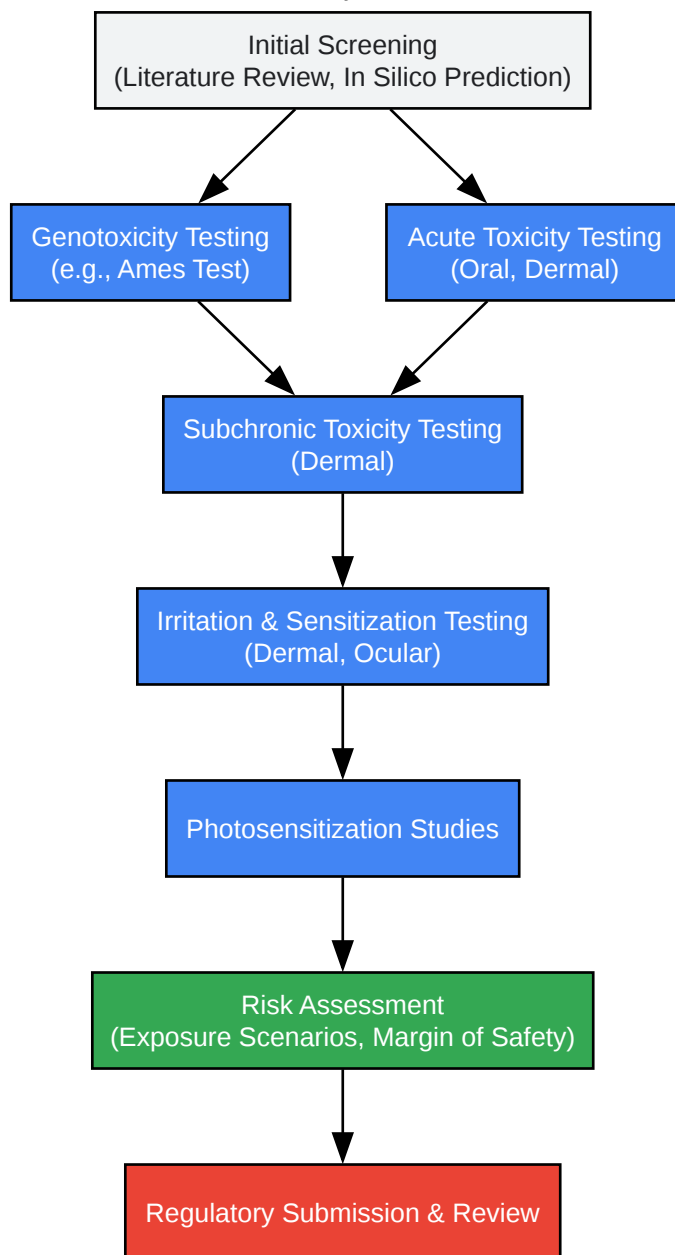 Initial Screening
(Literature Review, In Silico Prediction)
Genotoxicity Testing
(e.g., Ames Test)
Acute Toxicity Testing
(Oral, Dermal)
Subchronic Toxicity Testing
(Dermal)
Irritation & Sensitization Testing
(Dermal, Ocular)
Photosensitization Studies
Risk Assessment
(Exposure Scenarios, Margin of Safety)
Regulatory Submission & Review